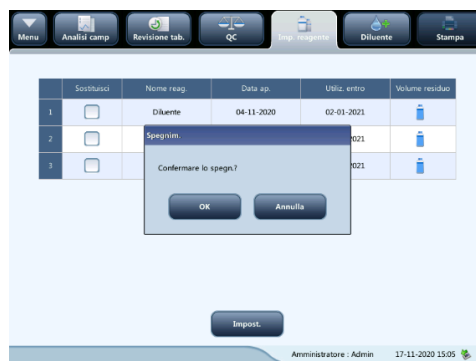 Menu
Analisi camp
Revisione tab.
QC
Imp. reagente
Diluente
Stampa
Sostituisci Nome reag. Data ap. Utiliz. entro Volume residuo
1 Diluente 04-11-2020 02-01-2021
2 2021
3 2021
Spegnim.
Confermare lo spegn.?
OK Annulla
Impost.
Amministratore : Admin 17-11-2020 15:05